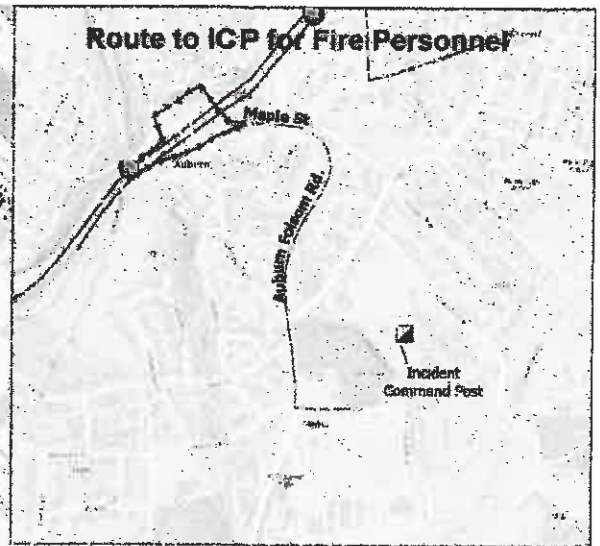 Route to ICP for Fire Personnel
Maple St
Auburn
Auburn Folsom Rd.
Incident
Command Post